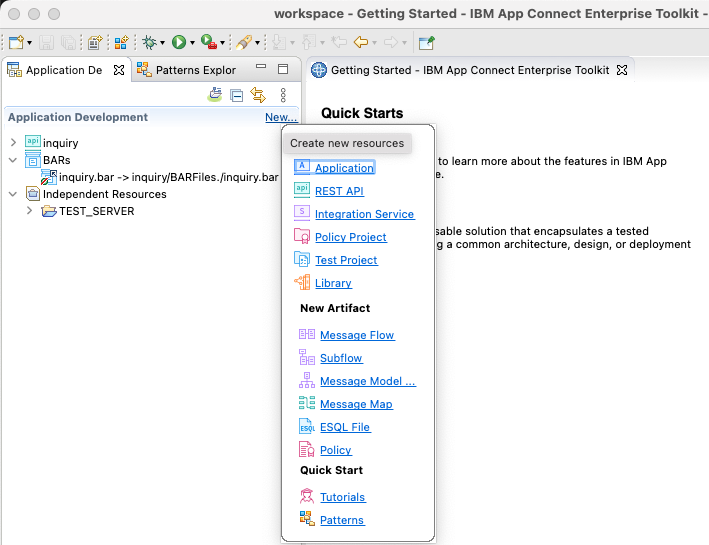 workspace - Getting Started - IBM App Connect Enterprise Toolkit -
Application De
Patterns Explor
Getting Started - IBM App Connect Enterprise Toolkit
Application Development
New...
inquiry
BARs
inquiry.bar -> inquiry/BARFiles./inquiry.bar
Independent Resources
TEST_SERVER
Create new resources
Application
REST API
Integration Service
Policy Project
Test Project
Library
New Artifact
Message Flow
Subflow
Message Model ...
Message Map
ESQL File
Policy
Quick Start
Tutorials
Patterns
Quick Starts
to learn more about the features in IBM App
e.
sable solution that encapsulates a tested
g a common architecture, design, or deployment